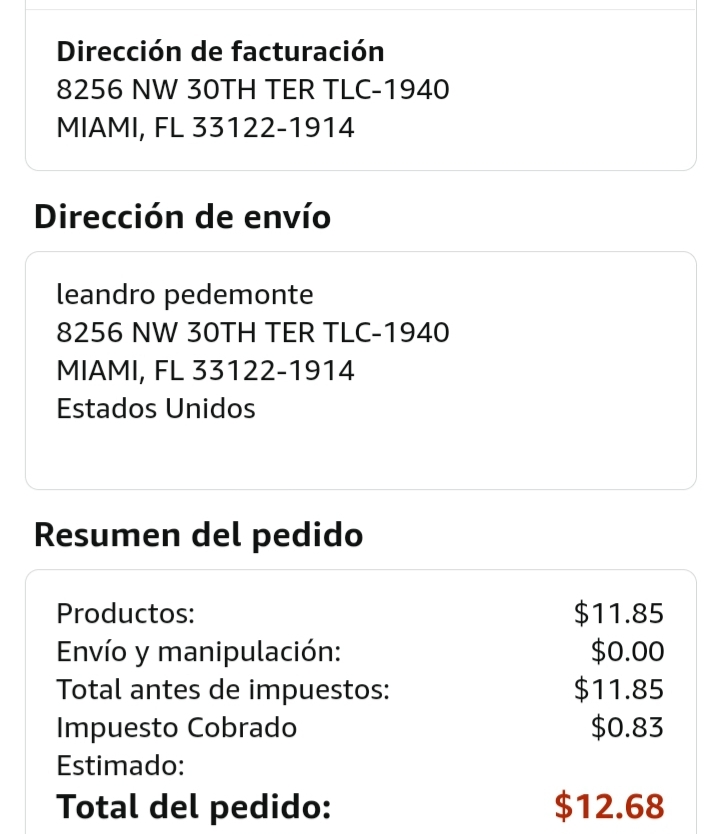 Dirección de facturación
8256 NW 30TH TER TLC-1940
MIAMI, FL 33122-1914
Dirección de envío
leandro pedemonte
8256 NW 30TH TER TLC-1940
MIAMI, FL 33122-1914
Estados Unidos
Resumen del pedido
Productos: $11.85
Envío y manipulación: $0.00
Total antes de impuestos: $11.85
Impuesto Cobrado $0.83
Estimado:
Total del pedido: $12.68